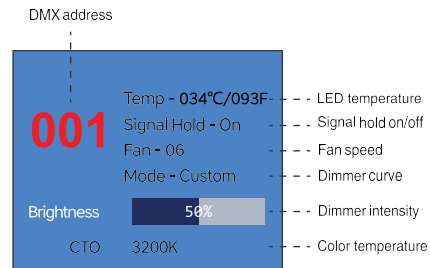 DMX address
001
Temp - 034℃/093F
LED temperature
Signal Hold - On
Signal hold on/off
Fan - 06
Fan speed
Mode - Custom
Dimmer curve
Brightness
50%
Dimmer intensity
CTO
3200K
Color temperature